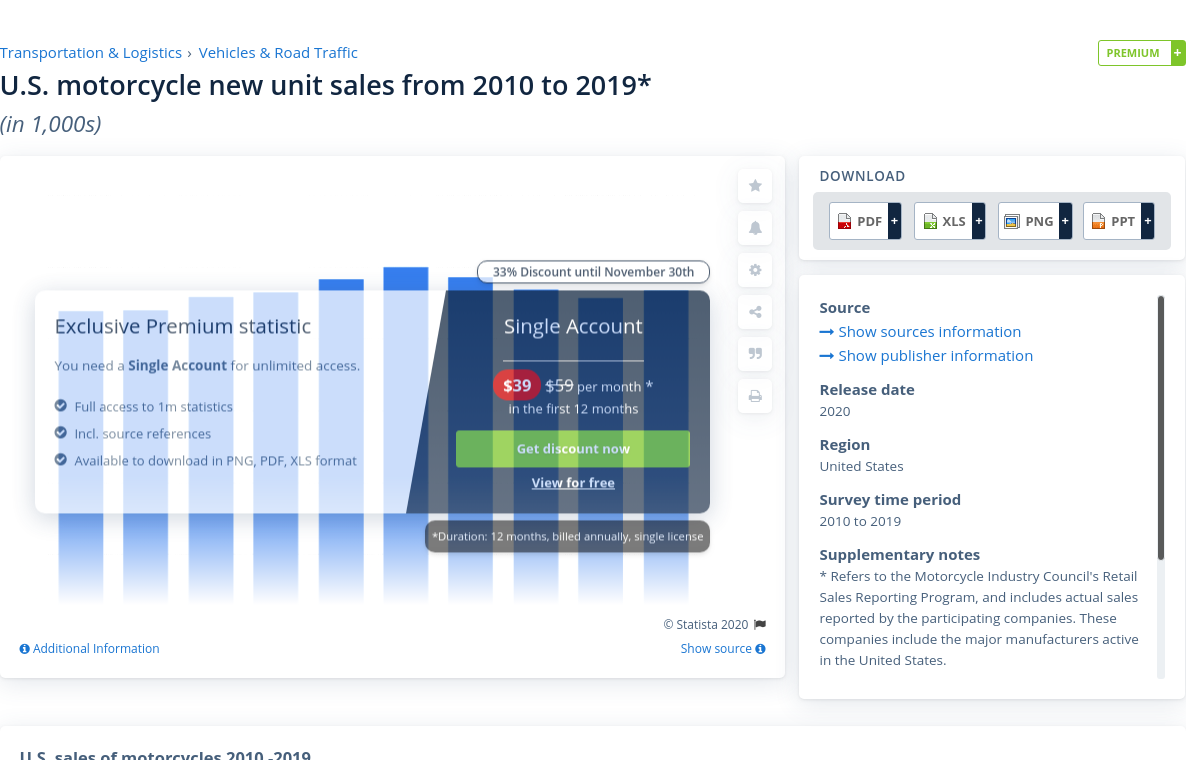 Transportation & Logistics › Vehicles & Road Traffic
PREMIUM +
U.S. motorcycle new unit sales from 2010 to 2019*
(in 1,000s)
33% Discount until November 30th
Exclusive Premium statistic
You need a Single Account for unlimited access.
Full access to 1m statistics
Incl. source references
Available to download in PNG, PDF, XLS format
Single Account
$39 $59 per month *
in the first 12 months
Get discount now
View for free
*Duration: 12 months, billed annually, single license
© Statista 2020
Additional Information
Show source
DOWNLOAD
PDF + XLS + PNG + PPT +
Source
Show sources information
Show publisher information
Release date
2020
Region
United States
Survey time period
2010 to 2019
Supplementary notes
* Refers to the Motorcycle Industry Council's Retail
Sales Reporting Program, and includes actual sales
reported by the participating companies. These
companies include the major manufacturers active
in the United States.
U.S. sales of motorcycles 2010 -2019